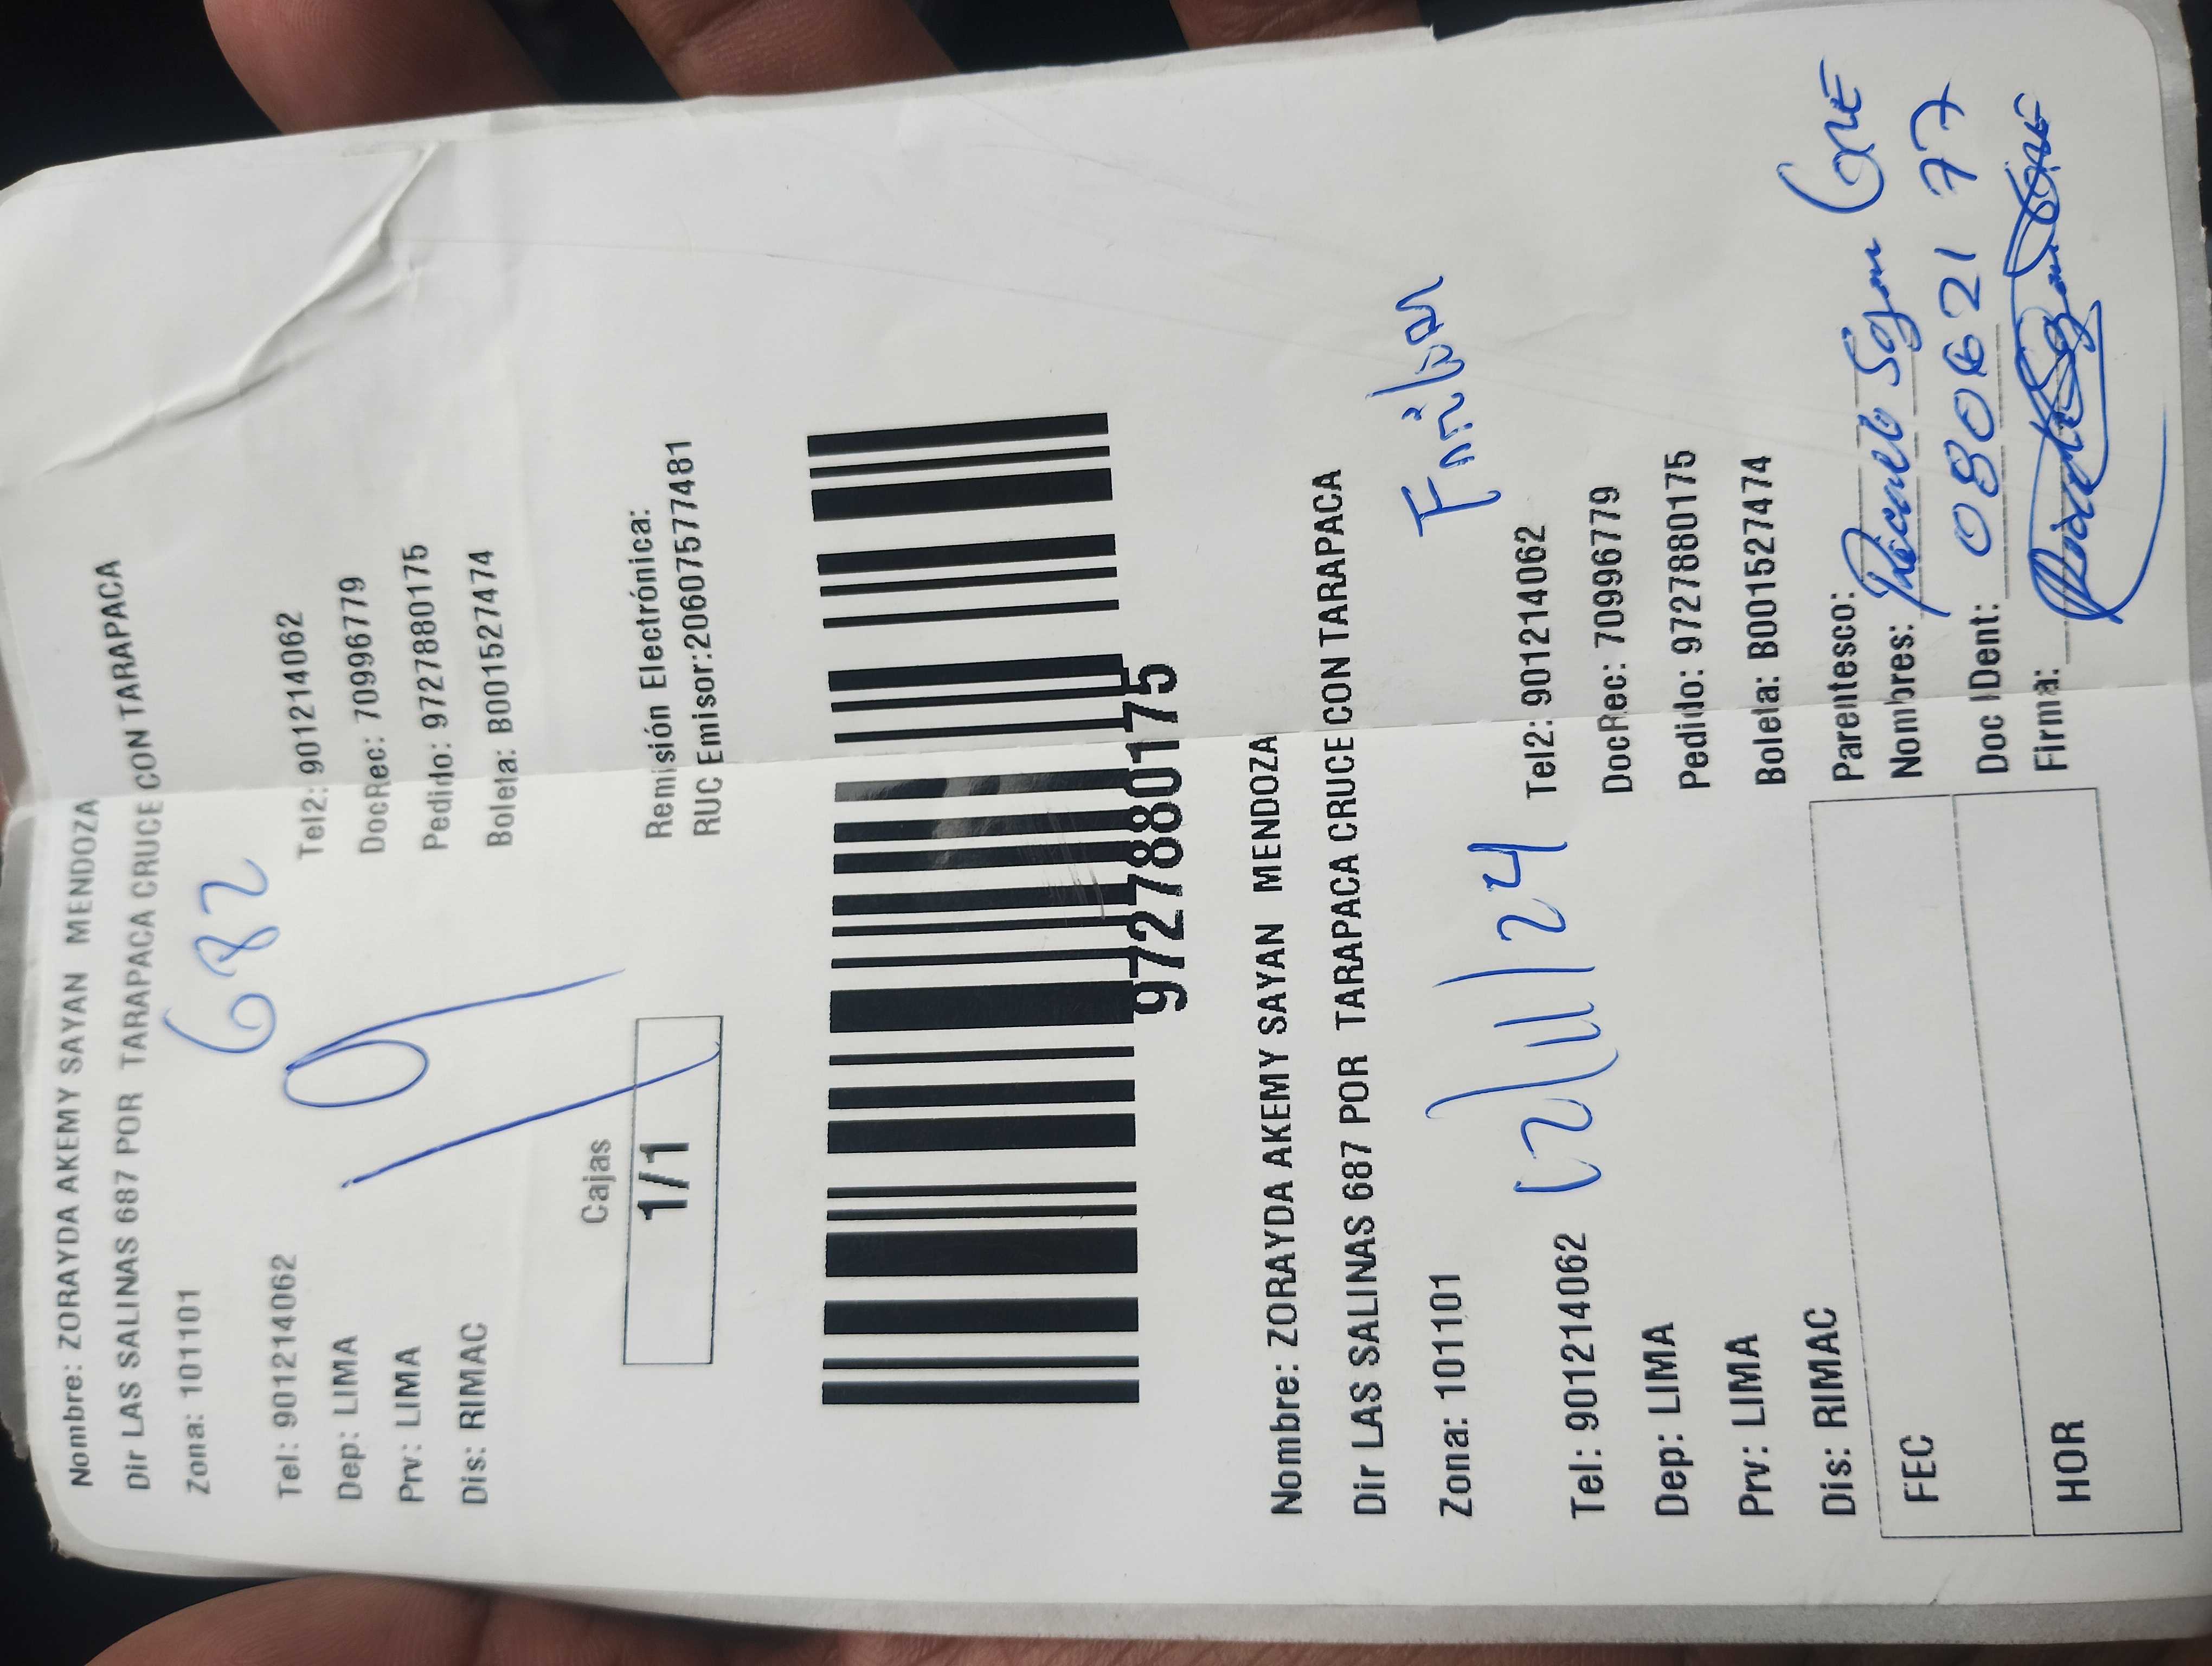 Nombre: ZORAYDA AKEMY SAYAN MENDOZA
Dir LAS SALINAS 687 POR TARAPACA CRUCE CON TARAPACA
Zona: 101101
682
Tel: 901214062 Tel2: 901214062
Dep: LIMA DocRec: 70996779
Prv: LIMA Pedido: 9727880175
Dis: RIMAC Boleta: B001527474
Cajas
1/1
Remisión Electrónica:
RUC Emisor:20607577481
9727880175
Nombre: ZORAYDA AKEMY SAYAN MENDOZA
Dir LAS SALINAS 687 POR TARAPACA CRUCE CON TARAPACA
Zona: 101101
Tel: 901214062 Tel2: 901214062
Dep: LIMA DocRec: 70996779
Prv: LIMA Pedido: 9727880175
Dis: RIMAC Boleta: B001527474
FEC
HOR
Parentesco:
Nombres:
Doc IDent: 08062177
Firma: